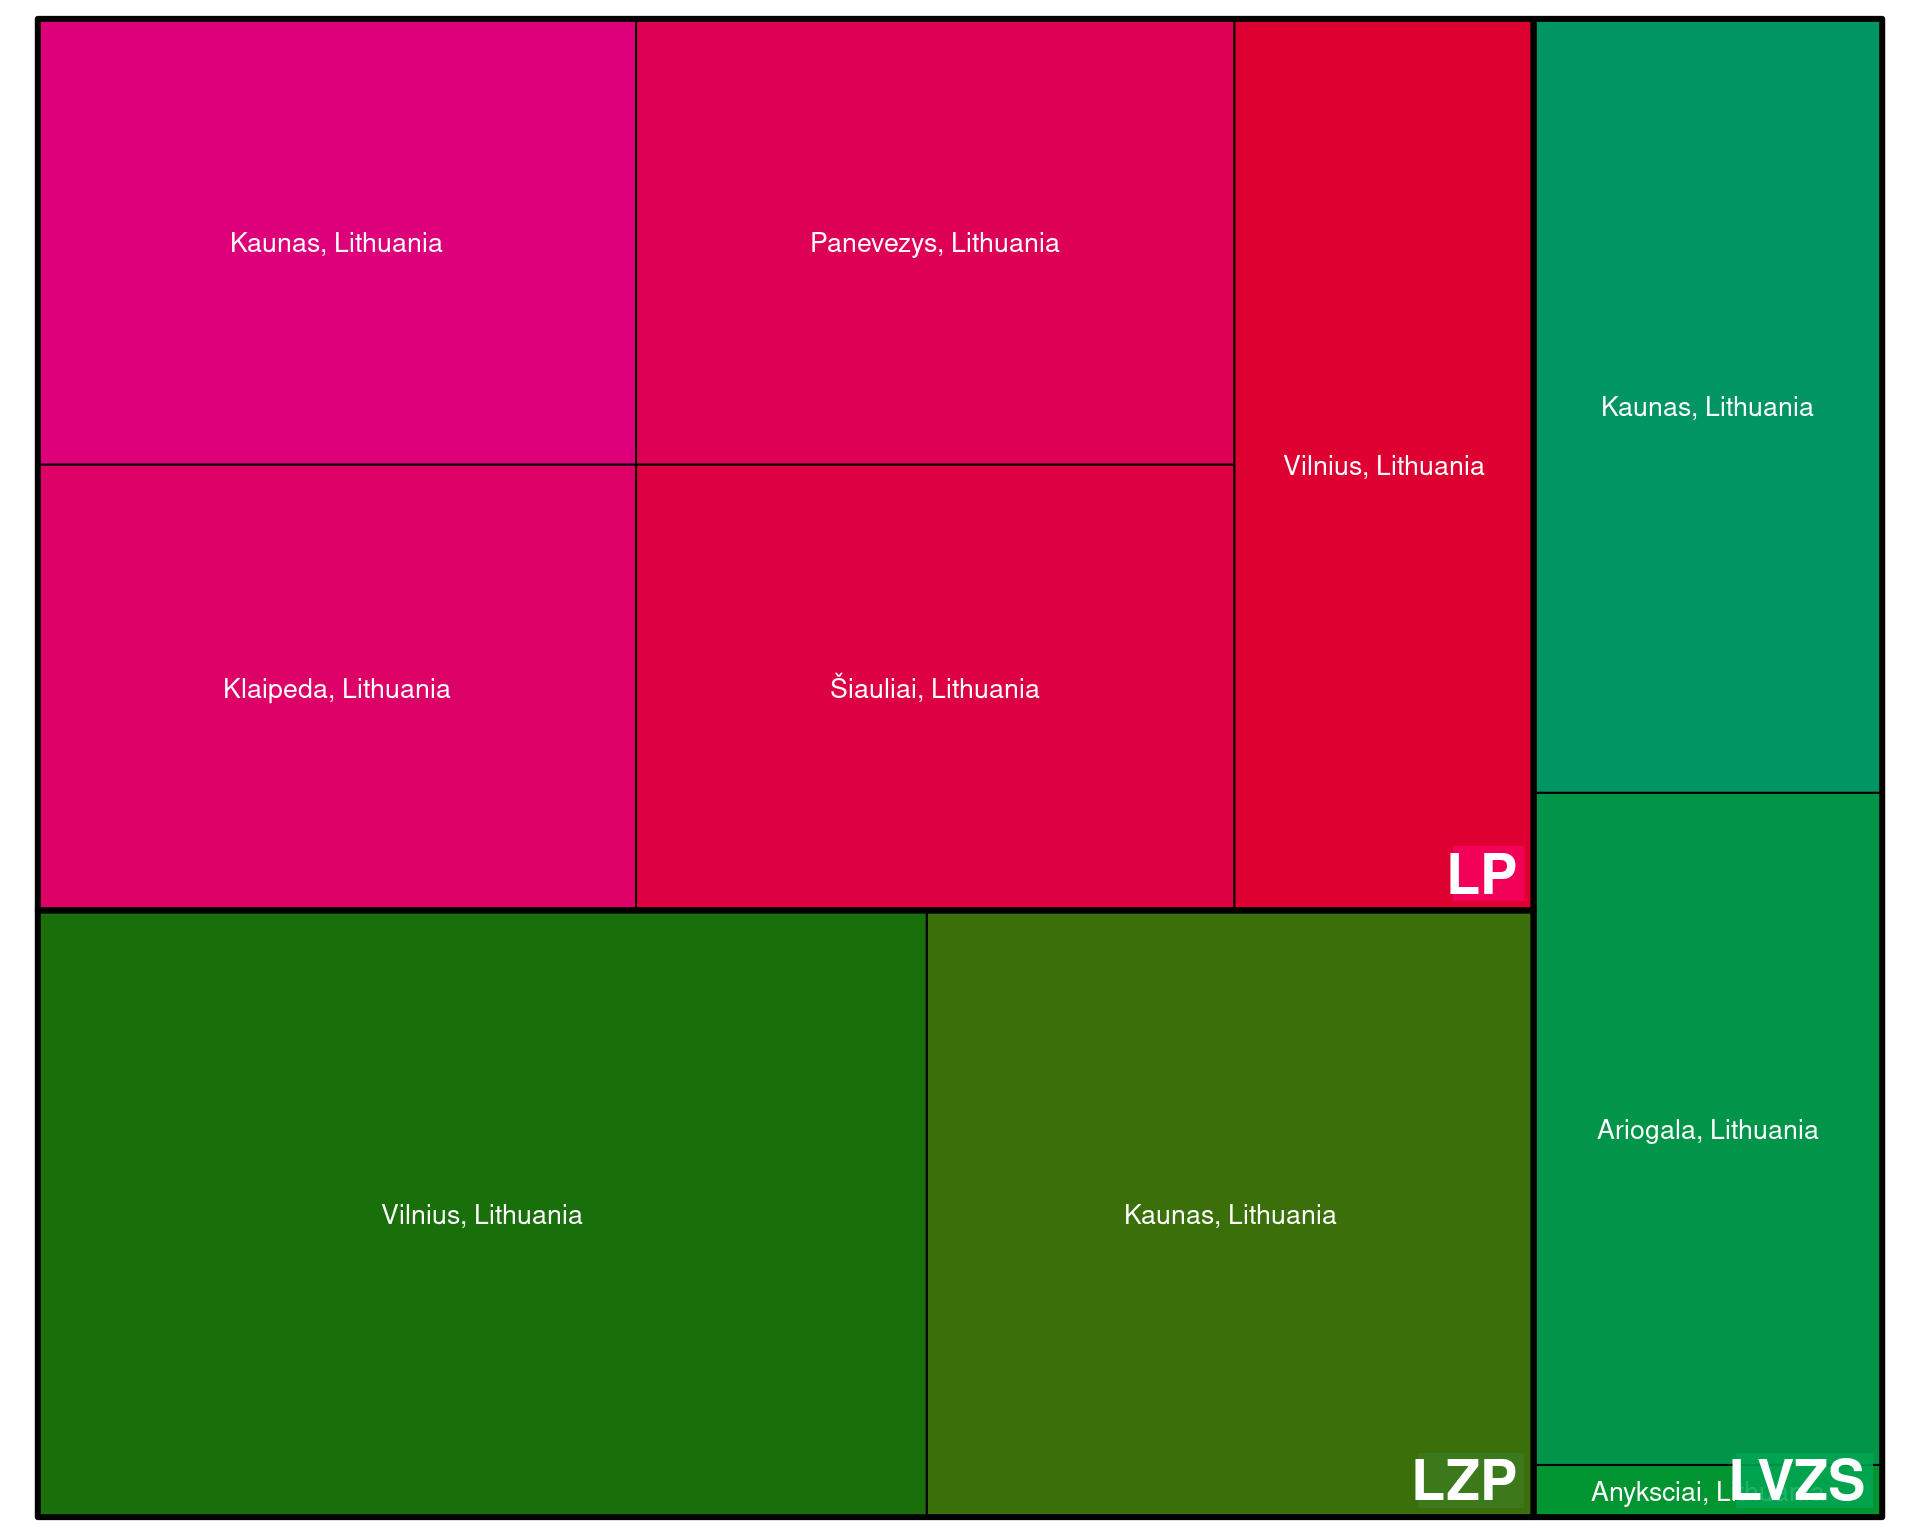 Kaunas, Lithuania
Panevezys, Lithuania
Vilnius, Lithuania
Kaunas, Lithuania
Klaipeda, Lithuania
Šiauliai, Lithuania
LP
Vilnius, Lithuania
Kaunas, Lithuania
Ariogala, Lithuania
LZP
Anyksciai, Lithuania
LVZS